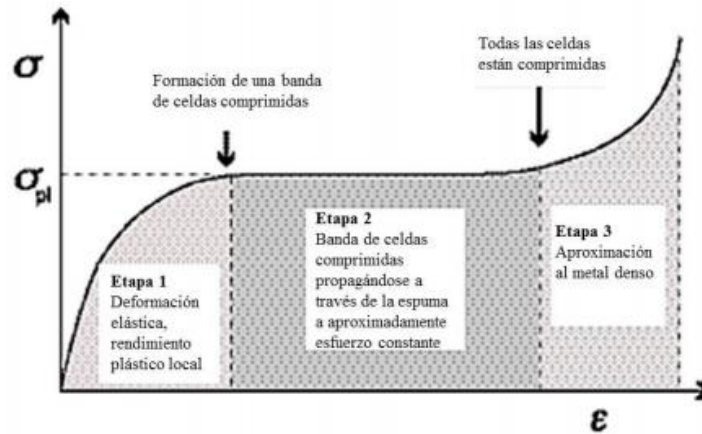 σ
Formación de una banda
de celdas comprimidas
Todas las celdas
están comprimidas
σpl
Etapa 1
Deformación
elástica,
rendimiento
plástico local
Etapa 2
Banda de celdas
comprimidas
propagándose a
través de la espuma
a aproximadamente
esfuerzo constante
Etapa 3
Aproximación
al metal denso
ε